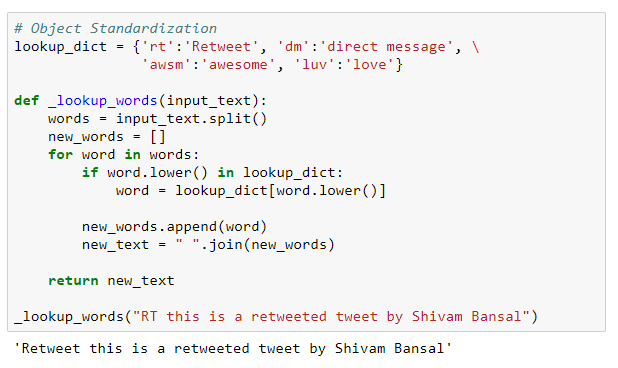 # Object Standardization
lookup_dict = {'rt':'Retweet', 'dm':'direct message', \
               'awsm':'awesome', 'luv':'love'}
def _lookup_words(input_text):
    words = input_text.split()
    new_words = []
    for word in words:
        if word.lower() in lookup_dict:
            word = lookup_dict[word.lower()]
        new_words.append(word)
        new_text = " ".join(new_words)
    return new_text
_lookup_words("RT this is a retweeted tweet by Shivam Bansal")
'Retweet this is a retweeted tweet by Shivam Bansal'